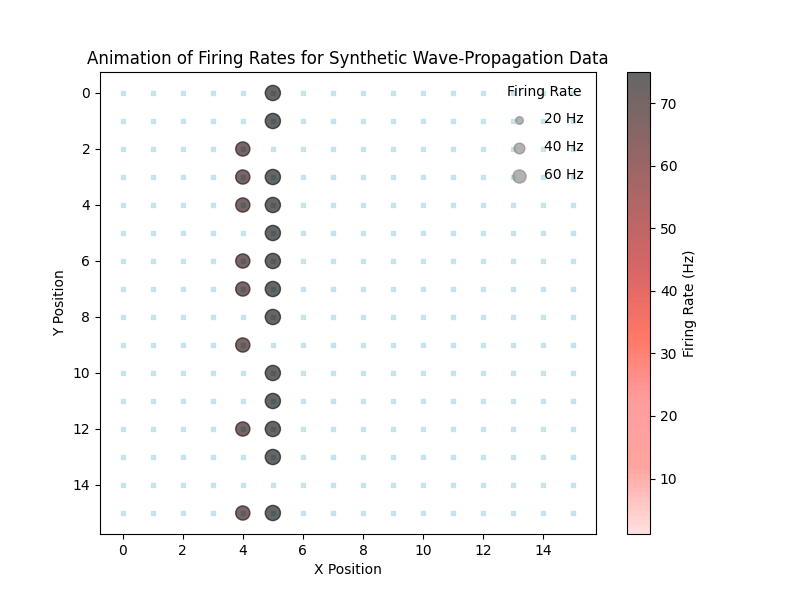 Animation of Firing Rates for Synthetic Wave-Propagation Data
Firing Rate
20 Hz
40 Hz
60 Hz
0
2
4
6
8
10
12
14
Y Position
0 2 4 6 8 10 12 14
X Position
70
60
50
40
30
20
10
Firing Rate (Hz)